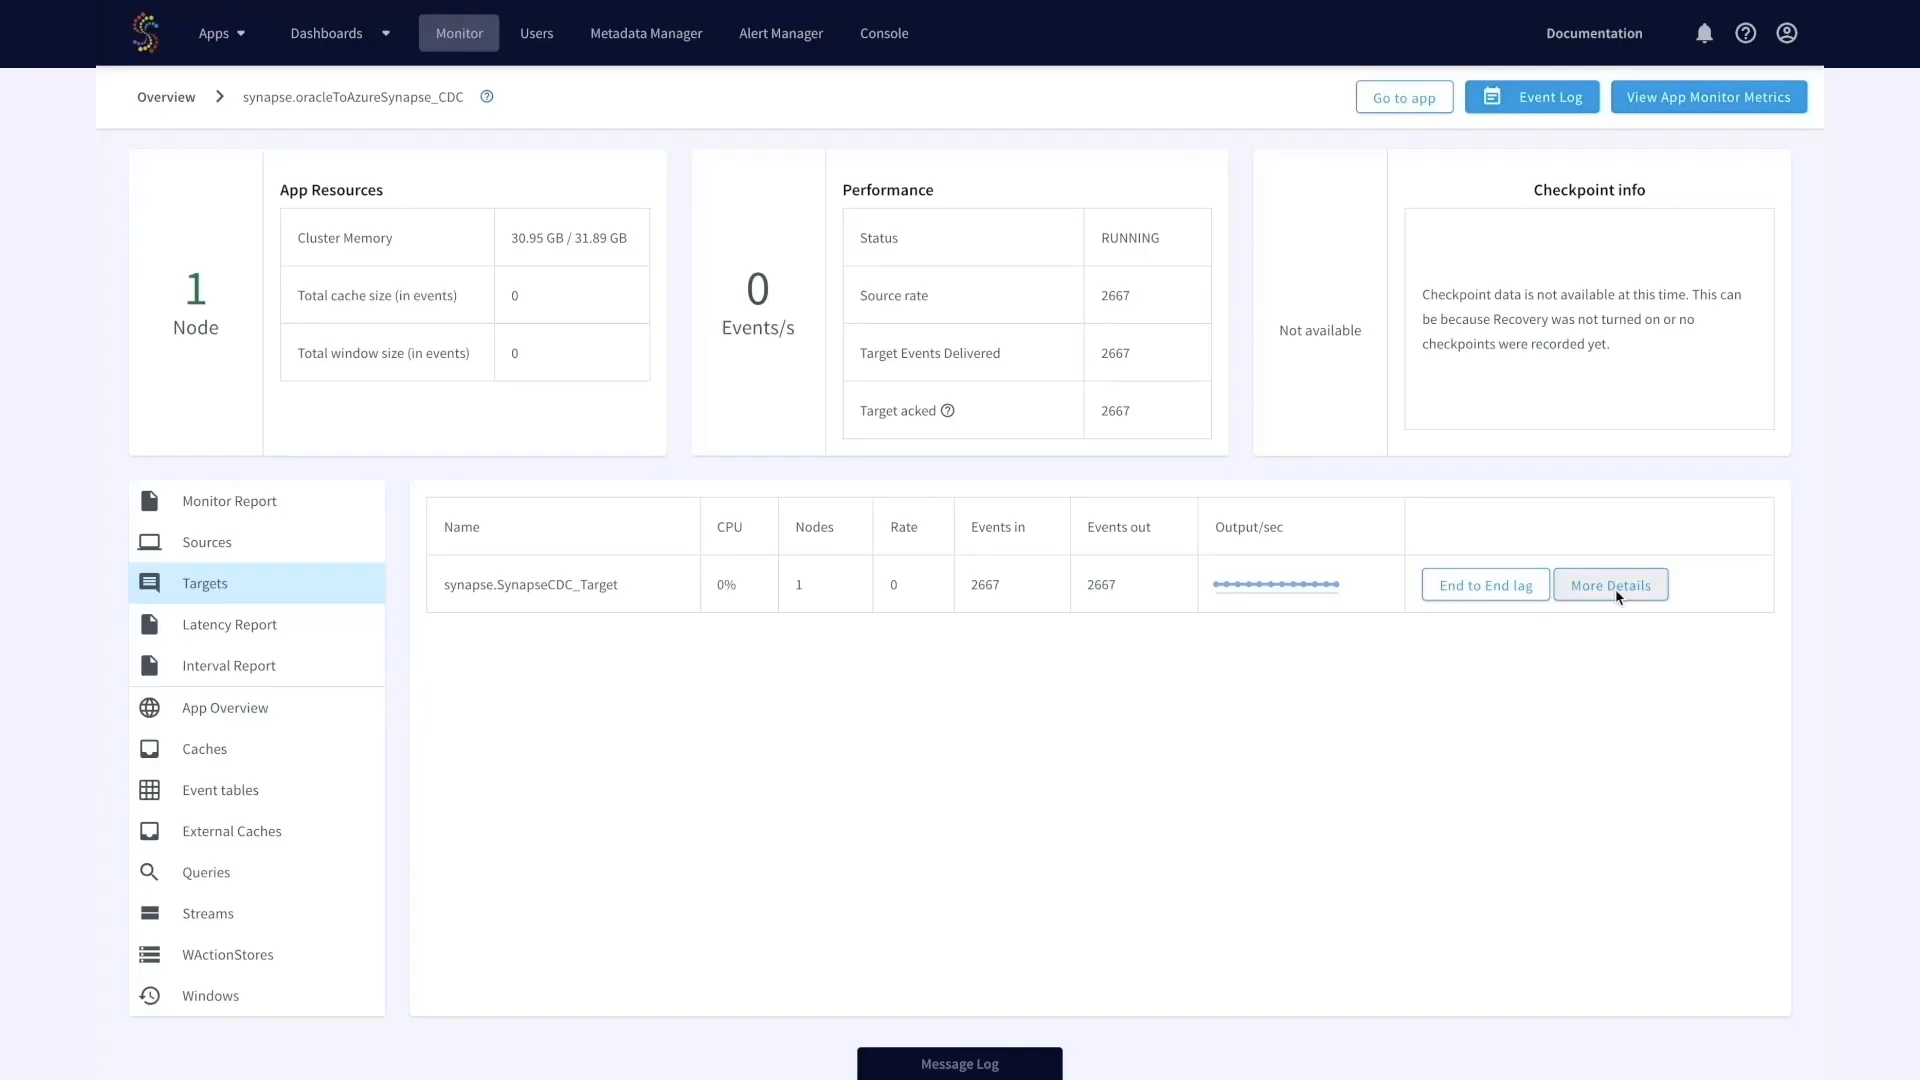 Apps
Dashboards
Monitor
Users
Metadata Manager
Alert Manager
Console
Documentation
Overview
synapse.oracleToAzureSynapse_CDC
Go to app
Event Log
View App Monitor Metrics
1
Node
App Resources
Cluster Memory 30.95 GB / 31.89 GB
Total cache size (in events) 0
Total window size (in events) 0
0
Events/s
Performance
Status RUNNING
Source rate 2667
Target Events Delivered 2667
Target acked 2667
Not available
Checkpoint info
Checkpoint data is not available at this time. This can
be because Recovery was not turned on or no
checkpoints were recorded yet.
Monitor Report
Sources
Targets
Latency Report
Interval Report
App Overview
Caches
Event tables
External Caches
Queries
Streams
WActionStores
Windows
Name CPU Nodes Rate Events in Events out Output/sec
synapse.SynapseCDC_Target 0% 1 0 2667 2667 End to End lag More Details
Message Log